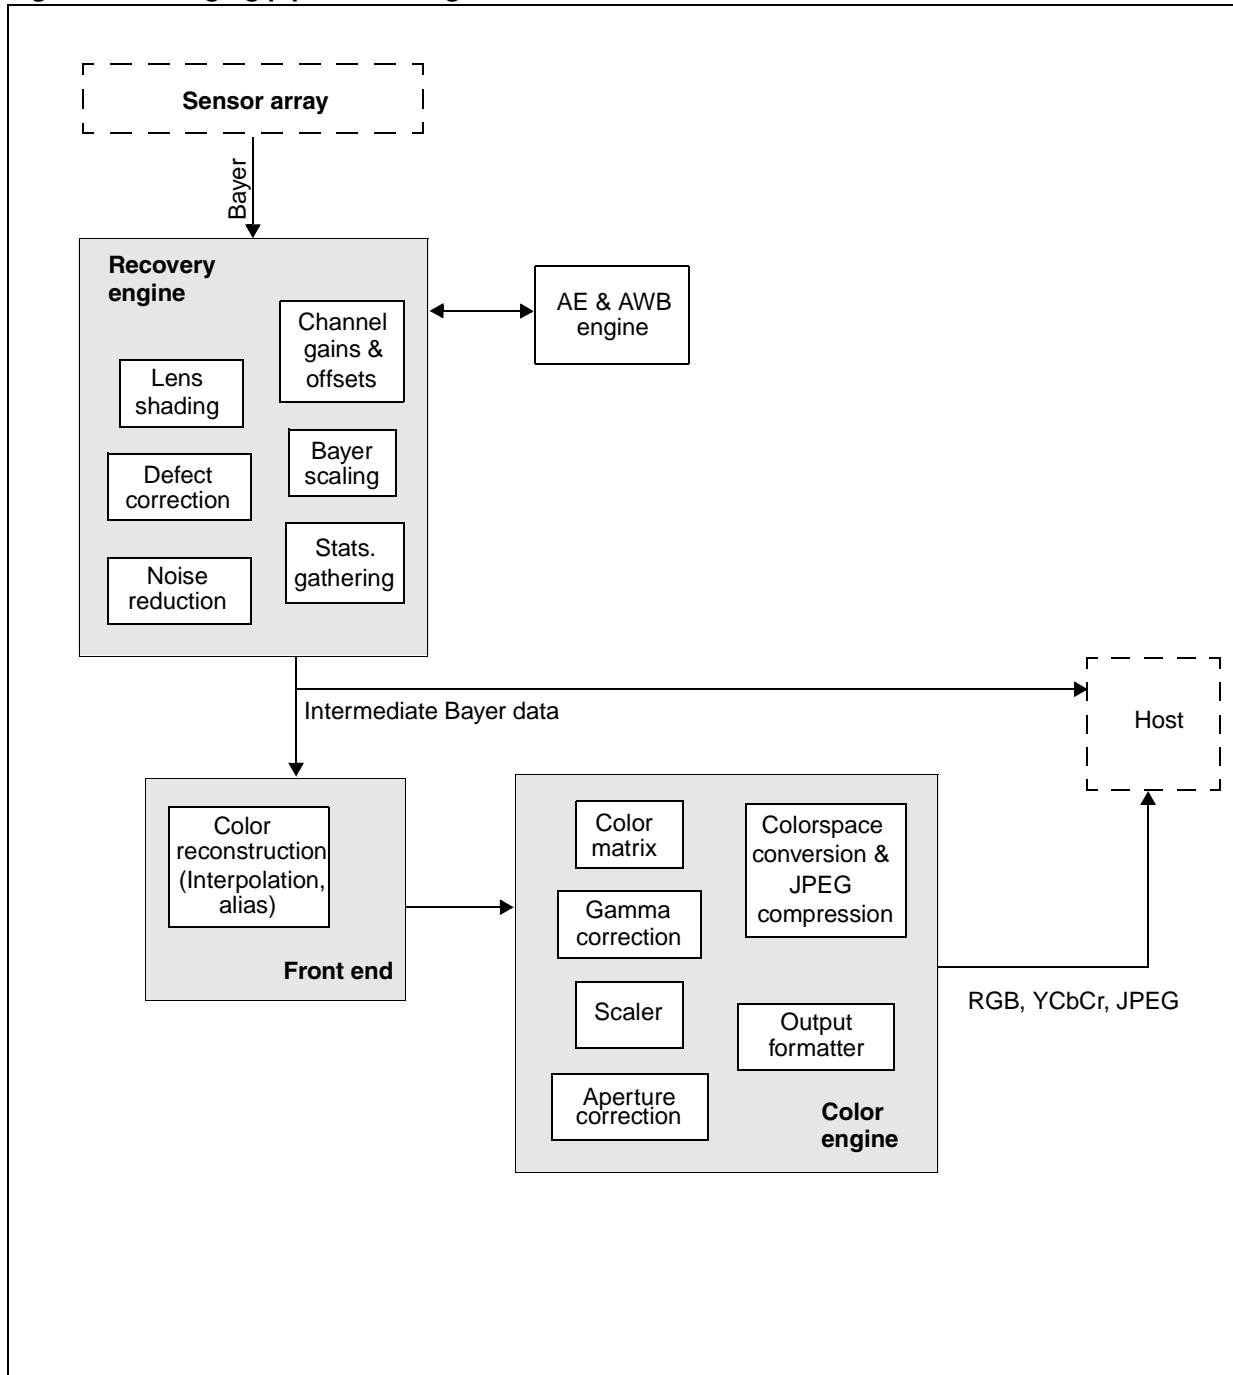 Sensor array
Bayer
Recovery
engine
Channel
gains &
offsets
AE & AWB
engine
Lens
shading
Bayer
scaling
Defect
correction
Stats.
gathering
Noise
reduction
Intermediate Bayer data
Host
Color
reconstruction
(Interpolation,
alias)
Front end
Color
matrix
Colorspace
conversion &
JPEG
compression
Gamma
correction
Scaler
Output
formatter
Aperture
correction
Color
engine
RGB, YCbCr, JPEG